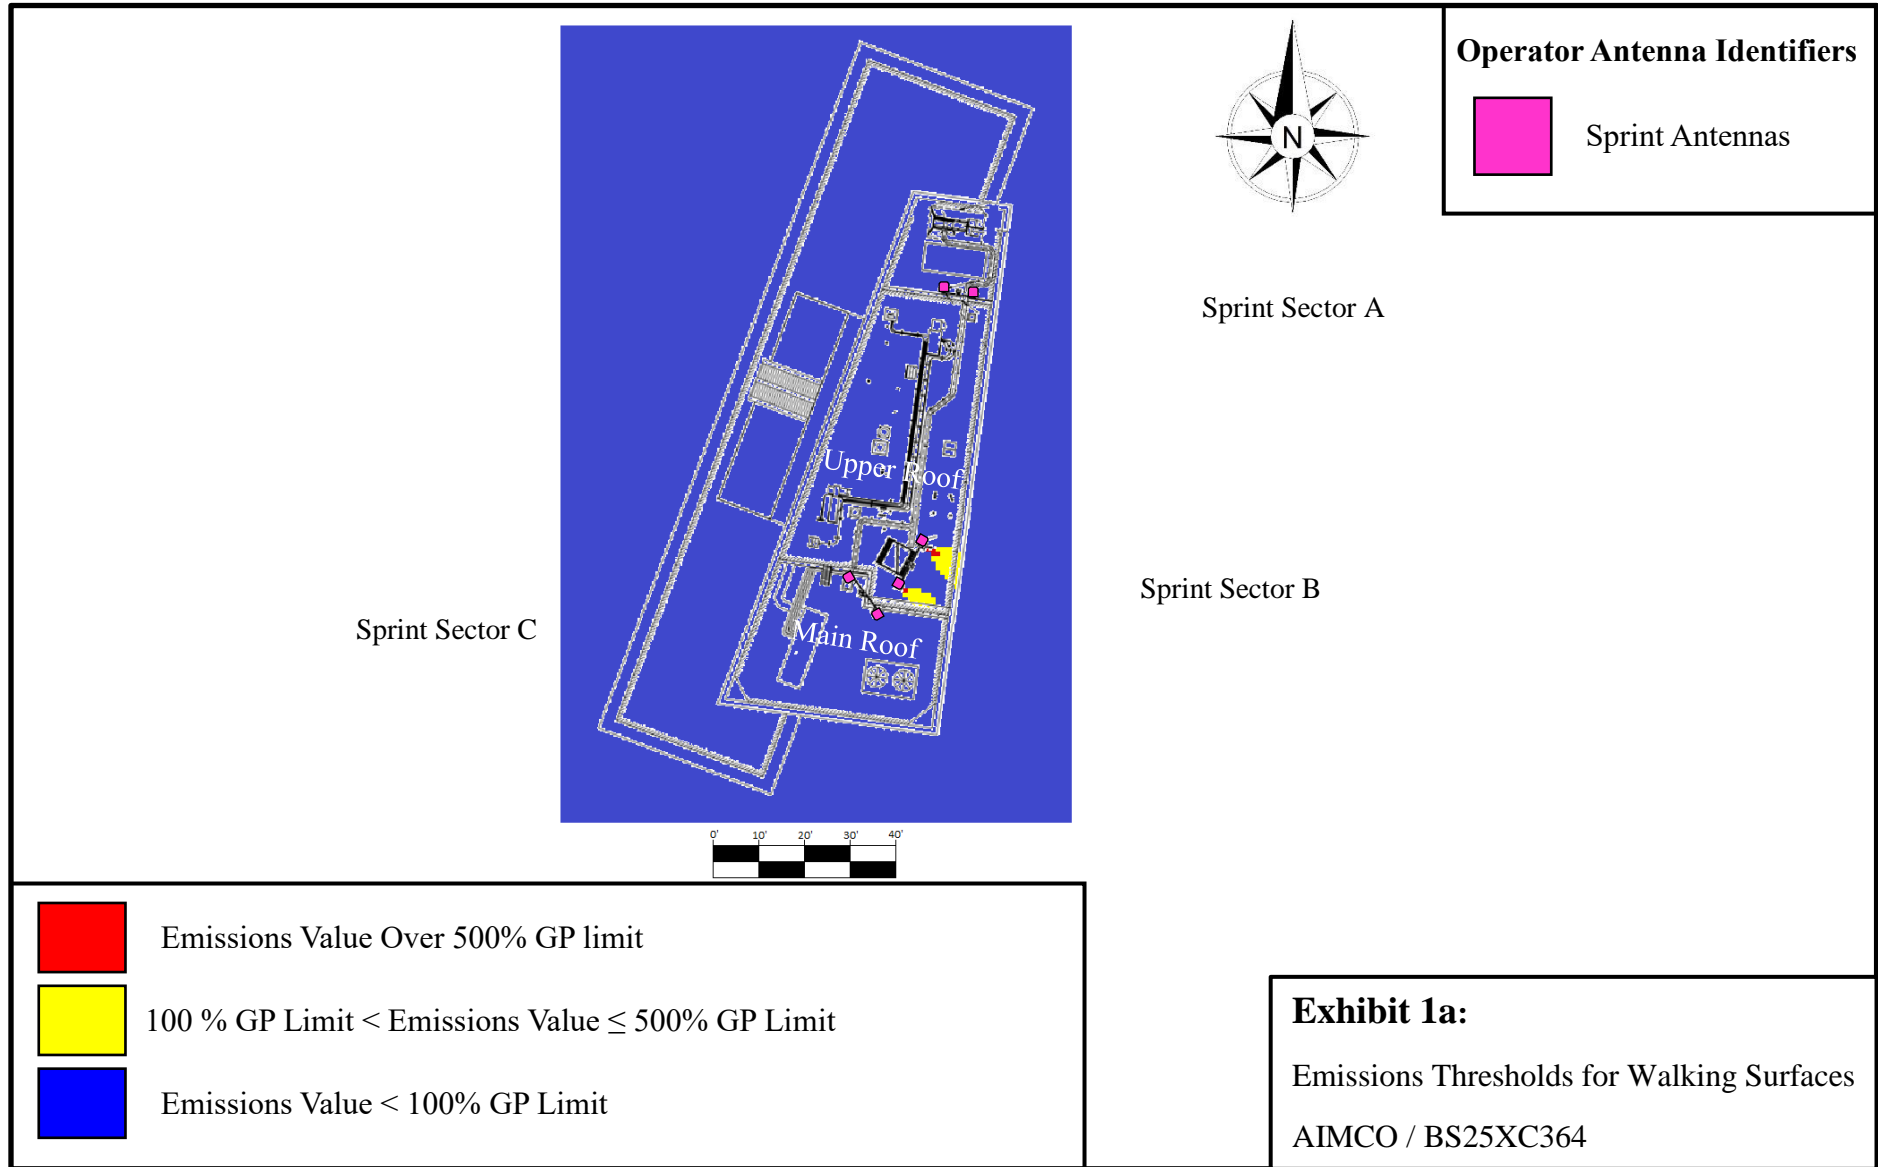 Operator Antenna Identifiers
N
Sprint Antennas
Sprint Sector A
Upper Roof
Sprint Sector B
Sprint Sector C
Main Roof
0' 10' 20' 30' 40'
Emissions Value Over 500% GP limit
100 % GP Limit < Emissions Value ≤ 500% GP Limit
Emissions Value < 100% GP Limit
Exhibit 1a:
Emissions Thresholds for Walking Surfaces
AIMCO / BS25XC364